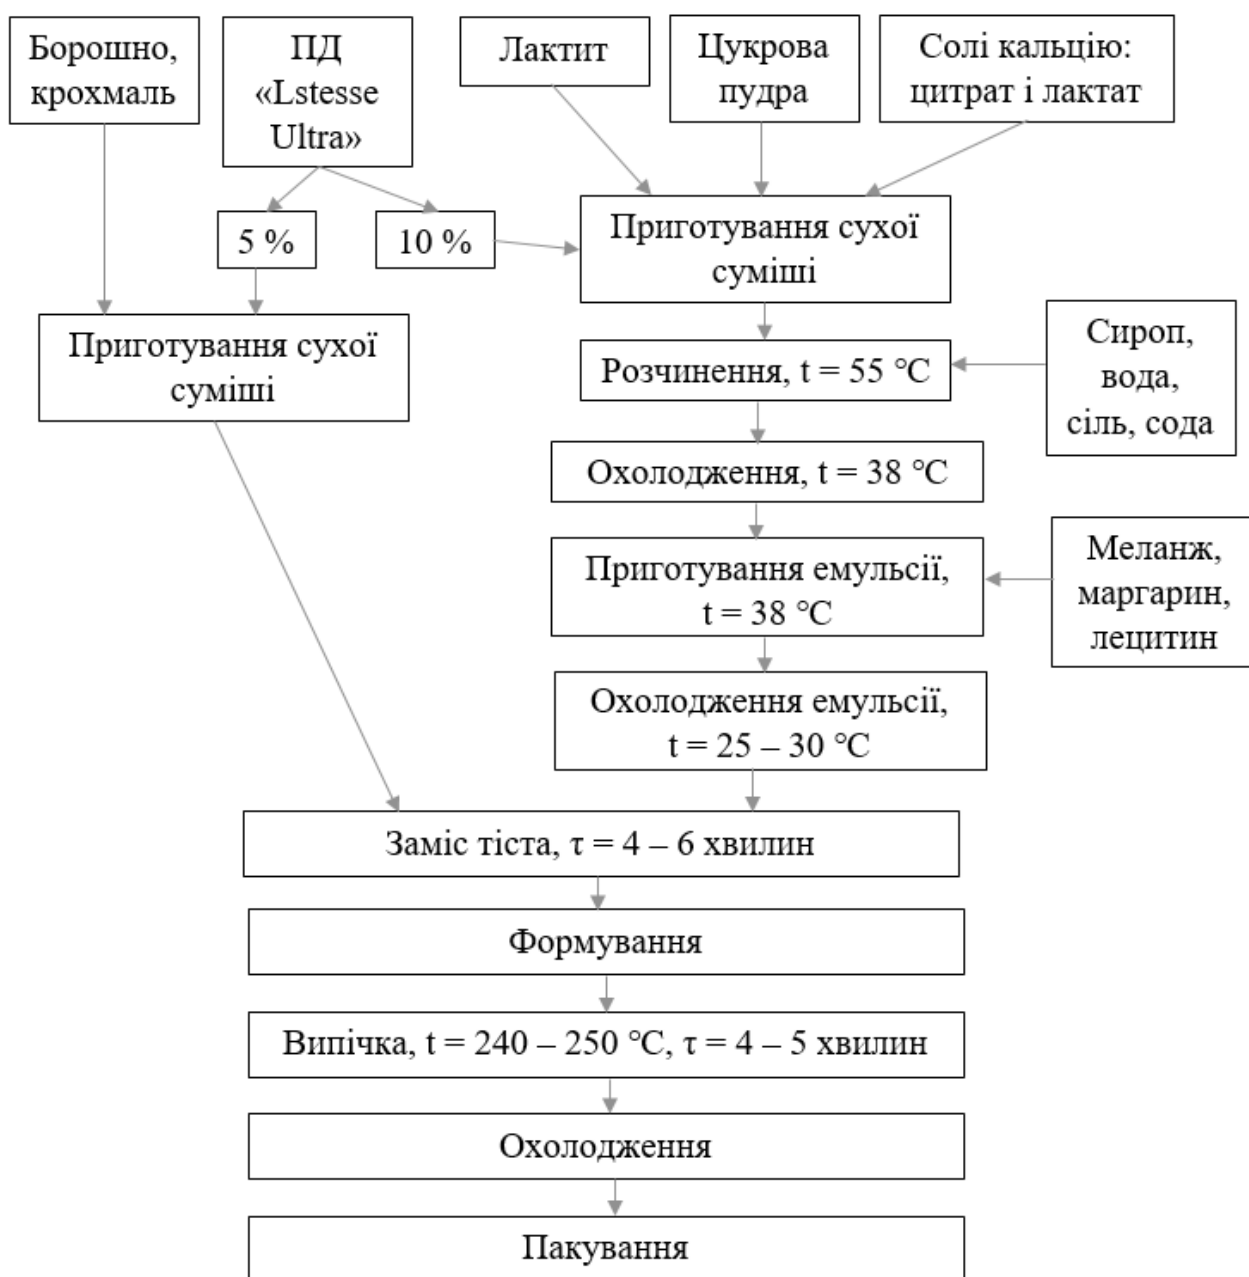 Борошно,
крохмаль
ПД
«Lstesse
Ultra»
Лактит
Цукрова
пудра
Солі кальцію:
цитрат і лактат
5 %
10 %
Приготування сухої
суміші
Приготування сухої
суміші
Розчинення, t = 55 °C
Сироп,
вода,
сіль, сода
Охолодження, t = 38 °C
Приготування емульсії,
t = 38 °C
Меланж,
маргарин,
лецитин
Охолодження емульсії,
t = 25 – 30 °C
Заміс тіста, τ = 4 – 6 хвилин
Формування
Випічка, t = 240 – 250 °C, τ = 4 – 5 хвилин
Охолодження
Пакування